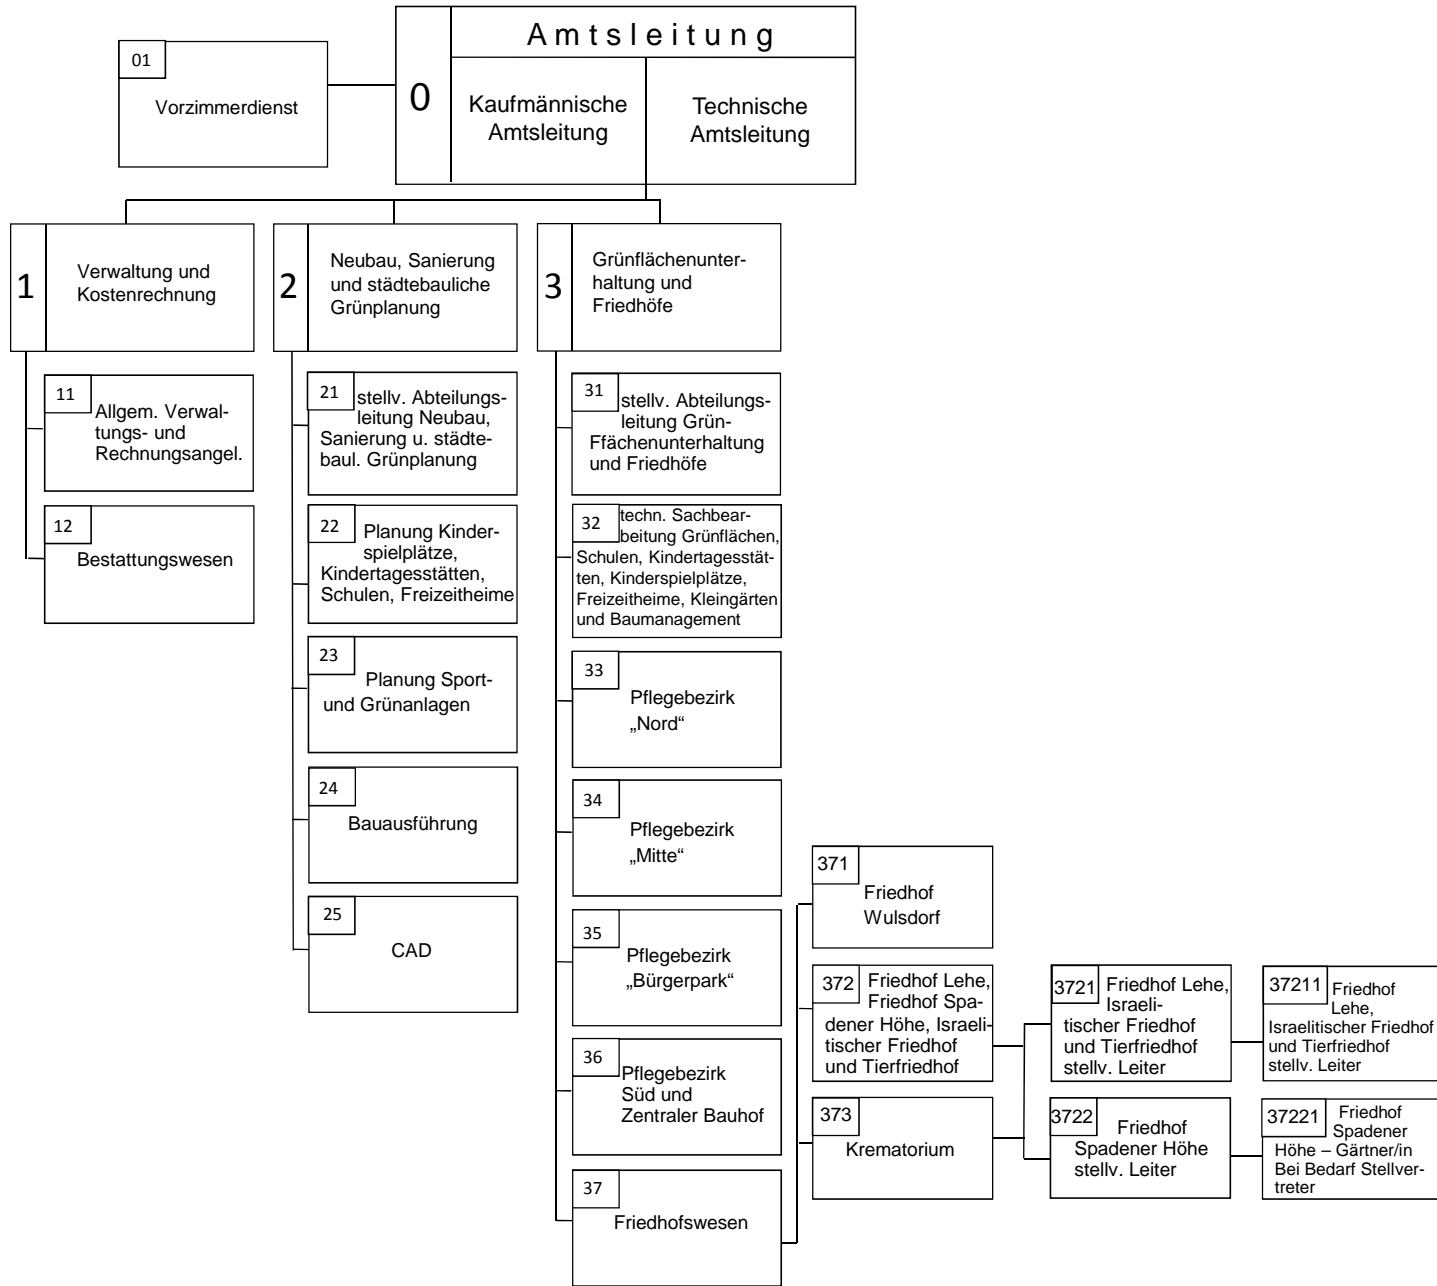 Amtsleitung
01
Vorzimmerdienst
0
Kaufmännische
Amtsleitung
Technische
Amtsleitung
1
Verwaltung und
Kostenrechnung
2
Neubau, Sanierung
und städtebauliche
Grünplanung
3
Grünflächenunter-
haltung und
Friedhöfe
11
Allgem. Verwal-
tungs- und
Rechnungsangel.
12
Bestattungswesen
21
stellv. Abteilungs-
leitung Neubau,
Sanierung u. städte-
baul. Grünplanung
22
Planung Kinder-
spielplätze,
Kindertagesstätten,
Schulen, Freizeitheime
23
Planung Sport-
und Grünanlagen
24
Bauausführung
25
CAD
31
stellv. Abteilungs-
leitung Grün-
Ffächenunterhaltung
und Friedhöfe
32
techn. Sachbear-
beitung Grünflächen,
Schulen, Kindertagesstät-
ten, Kinderspielplätze,
Freizeitheime, Kleingärten
und Baumanagement
33
Pflegebezirk
„Nord“
34
Pflegebezirk
„Mitte“
35
Pflegebezirk
„Bürgerpark“
36
Pflegebezirk
Süd und
Zentraler Bauhof
37
Friedhofswesen
371
Friedhof
Wulsdorf
372
Friedhof Lehe,
Friedhof Spa-
dener Höhe, Israeli-
tischer Friedhof
und Tierfriedhof
373
Krematorium
3721
Friedhof Lehe,
Israeli-
tischer Friedhof
und Tierfriedhof
stellv. Leiter
3722
Friedhof
Spadener Höhe
stellv. Leiter
37211
Friedhof
Lehe,
Israelitischer Friedhof
und Tierfriedhof
stellv. Leiter
37221
Friedhof
Spadener
Höhe – Gärtner/in
Bei Bedarf Stellver-
treter